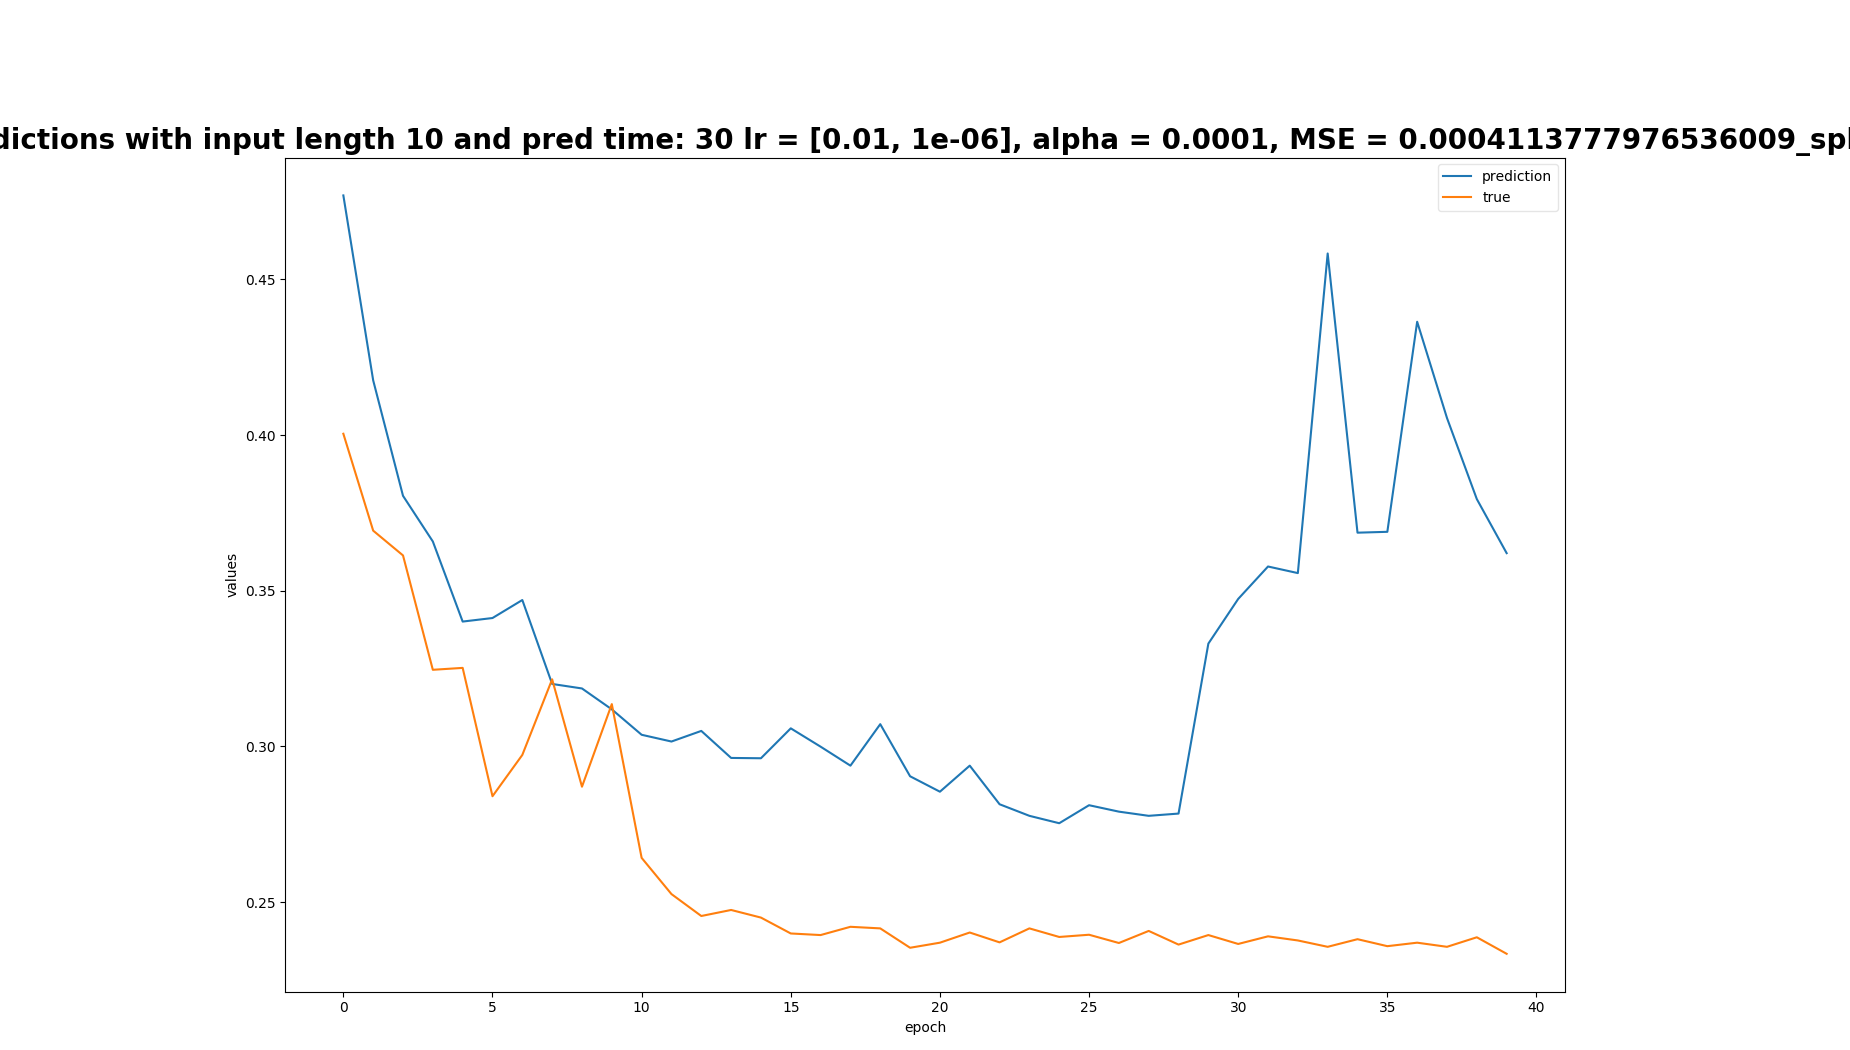 dictions with input length 10 and pred time: 30 lr = [0.01, 1e-06], alpha = 0.0001, MSE = 0.0004113777976536009_spl
prediction
true
0.45
0.40
0.35
0.30
0.25
values
0 5 10 15 20 25 30 35 40
epoch